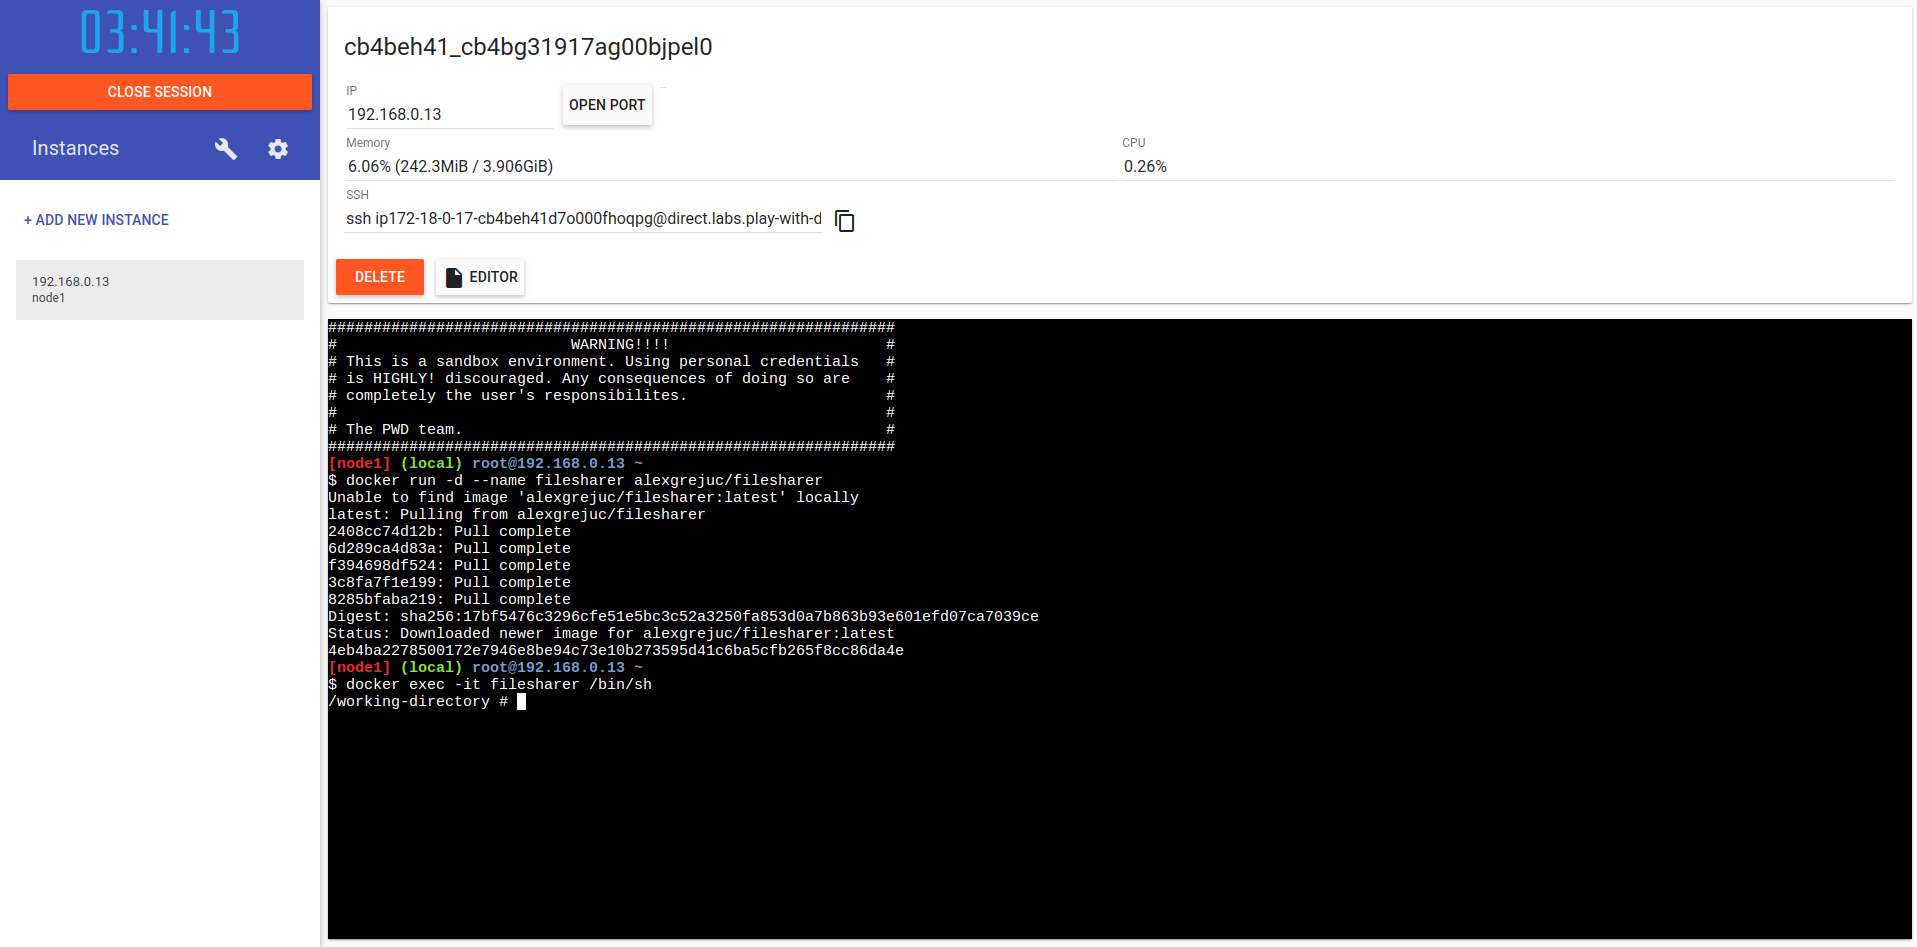 03:41:43
CLOSE SESSION
Instances
+ ADD NEW INSTANCE
192.168.0.13
node1
cb4beh41_cb4bg31917ag00bjpel0
IP
192.168.0.13
OPEN PORT
Memory
6.06% (242.3MiB / 3.906GiB)
CPU
0.26%
SSH
ssh ip172-18-0-17-cb4beh41d7o000fhoqpg@direct.labs.play-with-d
DELETE
EDITOR
###############################################################
#                          WARNING!!!!                        #
# This is a sandbox environment. Using personal credentials   #
# is HIGHLY! discouraged. Any consequences of doing so are    #
# completely the user's responsibilites.                      #
#                                                             #
# The PWD team.                                               #
###############################################################
[node1] (local) root@192.168.0.13 ~
$ docker run -d --name filesharer alexgrejuc/filesharer
Unable to find image 'alexgrejuc/filesharer:latest' locally
latest: Pulling from alexgrejuc/filesharer
2408cc74d12b: Pull complete
6d289ca4d83a: Pull complete
f394698df524: Pull complete
3c8fa7f1e199: Pull complete
8285bfaba219: Pull complete
Digest: sha256:17bf5476c3296cfe51e5bc3c52a3250fa853d0a7b863b93e601efd07ca7039ce
Status: Downloaded newer image for alexgrejuc/filesharer:latest
4eb4ba2278500172e7946e8be94c73e10b273595d41c6ba5cfb265f8cc86da4e
[node1] (local) root@192.168.0.13 ~
$ docker exec -it filesharer /bin/sh
/working-directory #